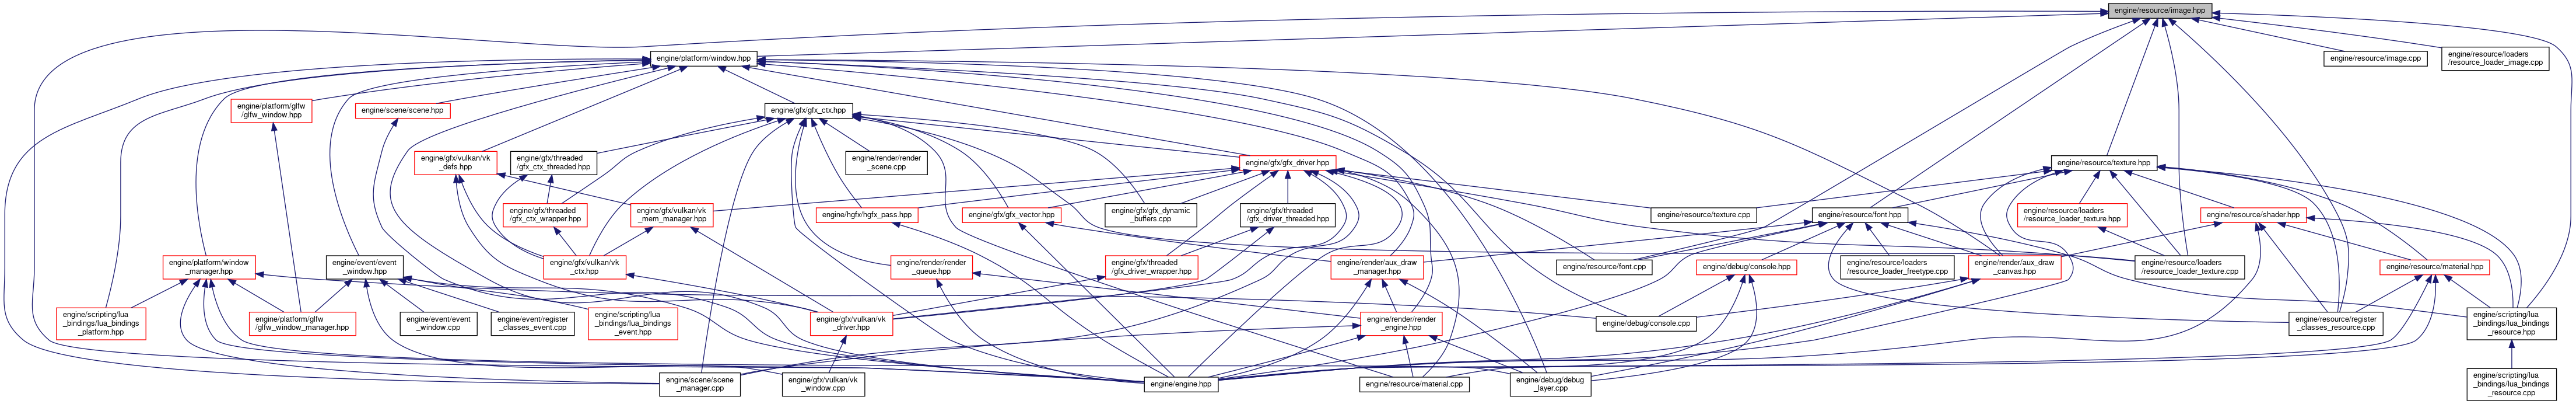 engine/resource/image.hpp
engine/platform/window.hpp
engine/resource/image.cpp
engine/resource/loaders
/resource_loader_image.cpp
engine/platform/glfw
/glfw_window.hpp
engine/scene/scene.hpp
engine/gfx/gfx_ctx.hpp
engine/gfx/vulkan/vk
_defs.hpp
engine/gfx/threaded
/gfx_ctx_threaded.hpp
engine/render/render
_scene.cpp
engine/gfx/gfx_driver.hpp
engine/resource/texture.hpp
engine/gfx/threaded
/gfx_ctx_wrapper.hpp
engine/gfx/vulkan/vk
_mem_manager.hpp
engine/hgfx/hgfx_pass.hpp
engine/gfx/gfx_vector.hpp
engine/gfx/gfx_dynamic
_buffers.cpp
engine/gfx/threaded
/gfx_driver_threaded.hpp
engine/resource/texture.cpp
engine/resource/font.hpp
engine/resource/loaders
/resource_loader_texture.hpp
engine/resource/shader.hpp
engine/platform/window
_manager.hpp
engine/event/event
_window.hpp
engine/gfx/vulkan/vk
_ctx.hpp
engine/render/render
_queue.hpp
engine/gfx/threaded
/gfx_driver_wrapper.hpp
engine/render/aux_draw
_manager.hpp
engine/resource/font.cpp
engine/debug/console.hpp
engine/resource/loaders
/resource_loader_freetype.cpp
engine/render/aux_draw
_canvas.hpp
engine/resource/loaders
/resource_loader_texture.cpp
engine/resource/material.hpp
engine/scripting/lua
_bindings/lua_bindings
_platform.hpp
engine/platform/glfw
/glfw_window_manager.hpp
engine/event/event
_window.cpp
engine/event/register
_classes_event.cpp
engine/scripting/lua
_bindings/lua_bindings
_event.hpp
engine/gfx/vulkan/vk
_driver.hpp
engine/render/render
_engine.hpp
engine/debug/console.cpp
engine/resource/register
_classes_resource.cpp
engine/scripting/lua
_bindings/lua_bindings
_resource.hpp
engine/scene/scene
_manager.cpp
engine/gfx/vulkan/vk
_window.cpp
engine/engine.hpp
engine/resource/material.cpp
engine/debug/debug
_layer.cpp
engine/scripting/lua
_bindings/lua_bindings
_resource.cpp